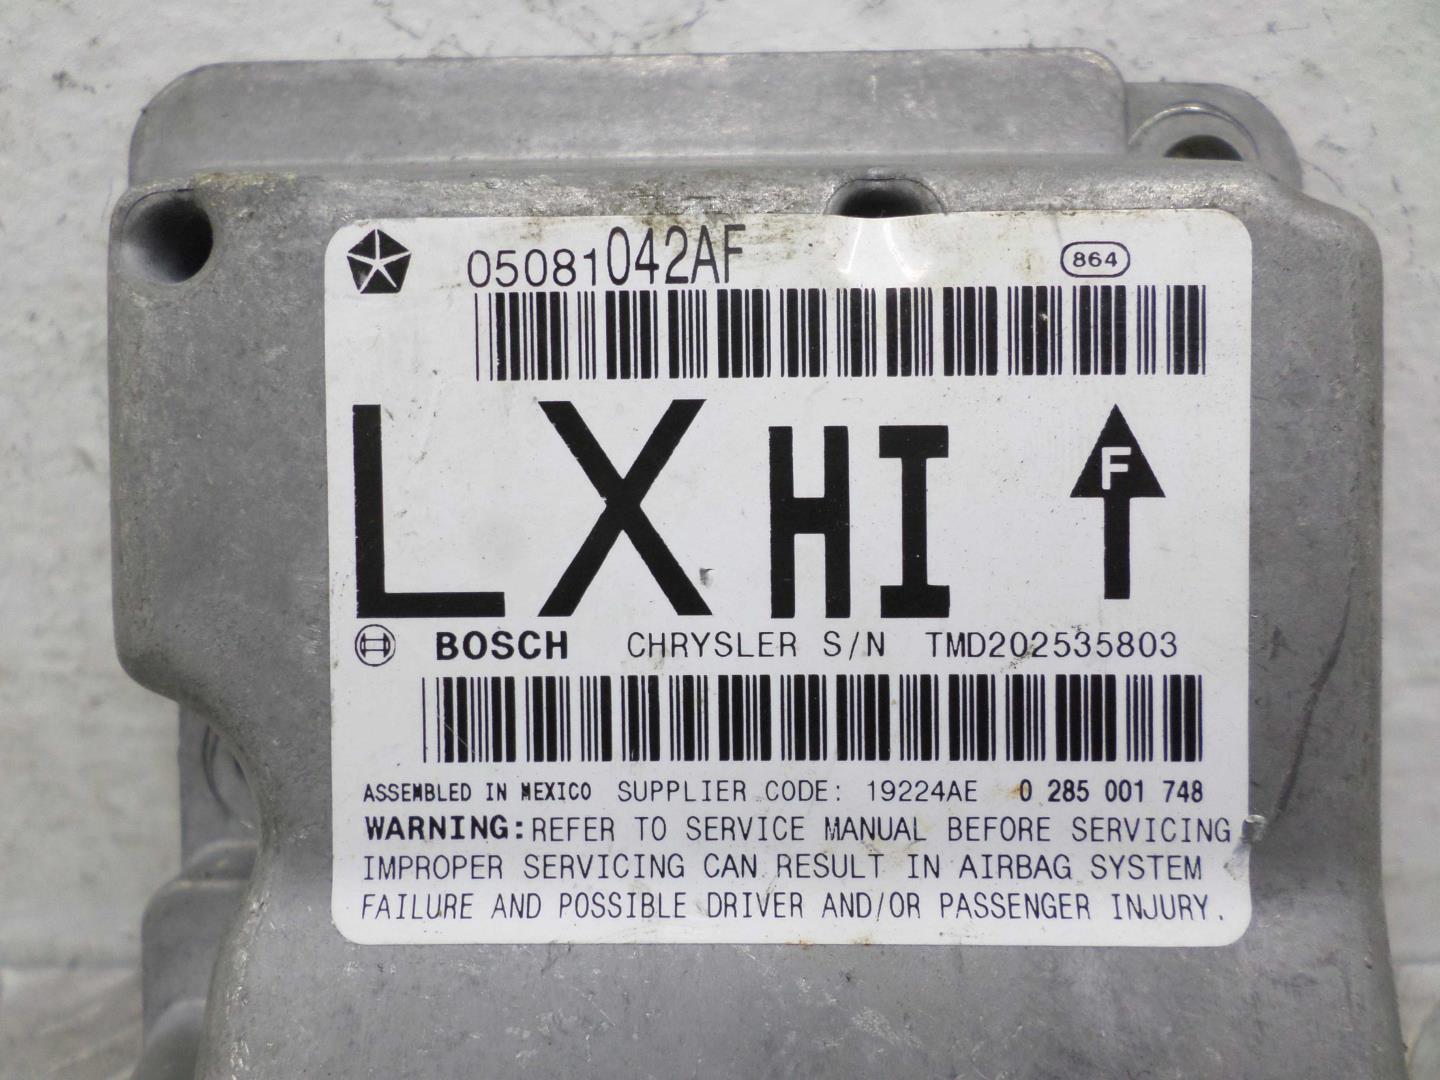 05081042AF 864
LX HI F
BOSCH CHRYSLER S/N TMD202535803
ASSEMBLED IN MEXICO SUPPLIER CODE: 19224AE 0 285 001 748
WARNING: REFER TO SERVICE MANUAL BEFORE SERVICING
IMPROPER SERVICING CAN RESULT IN AIRBAG SYSTEM
FAILURE AND POSSIBLE DRIVER AND/OR PASSENGER INJURY.